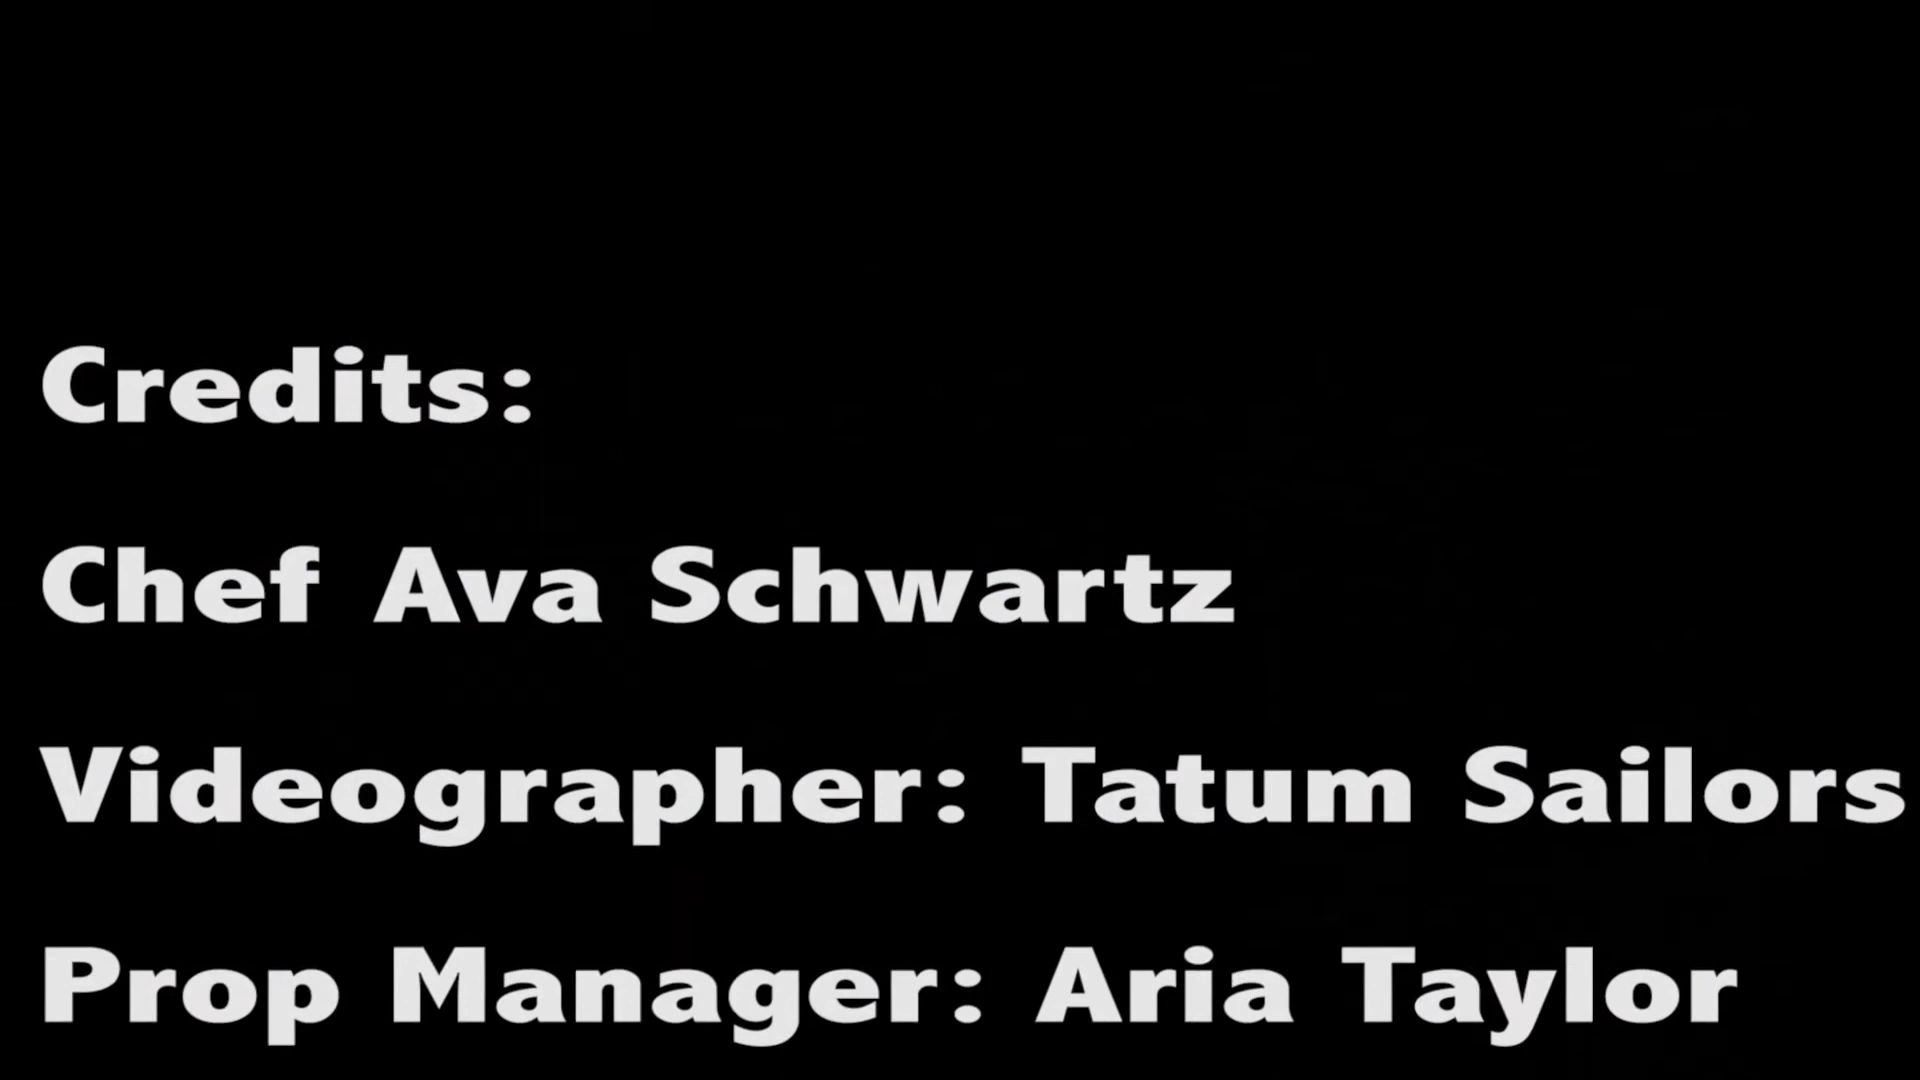 Credits:
Chef Ava Schwartz
Videographer: Tatum Sailors
Prop Manager: Aria Taylor